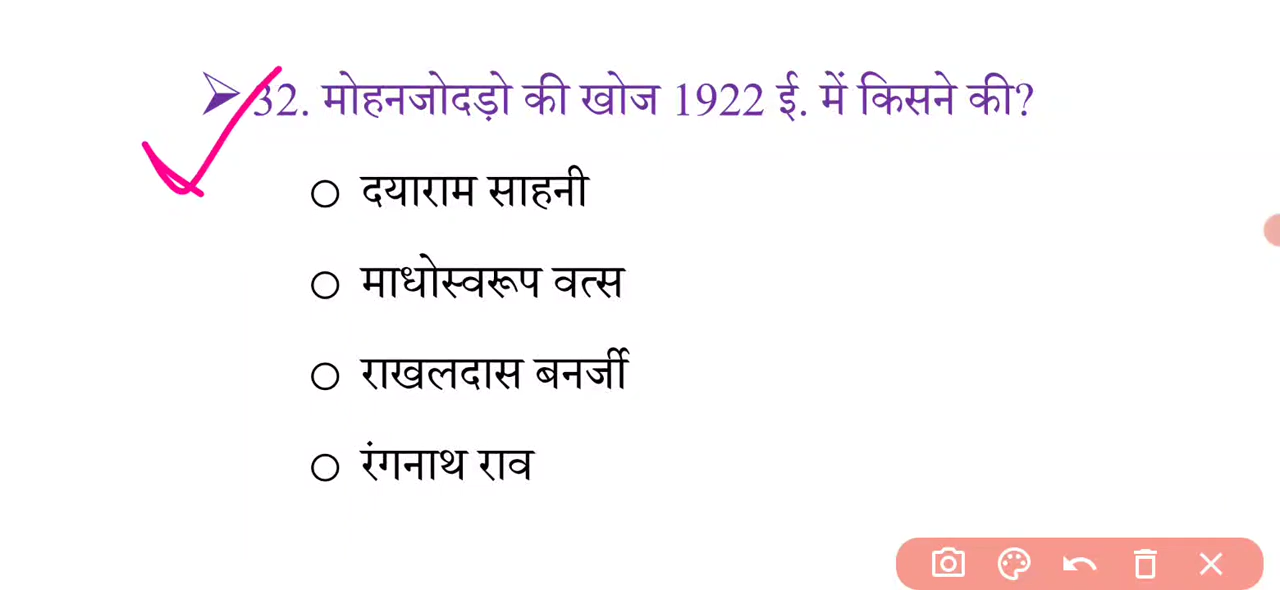 32. मोहनजोदड़ो की खोज 1922 ई. में किसने की?
दयाराम साहनी
माधोस्वरूप वत्स
राखलदास बनर्जी
रंगनाथ राव